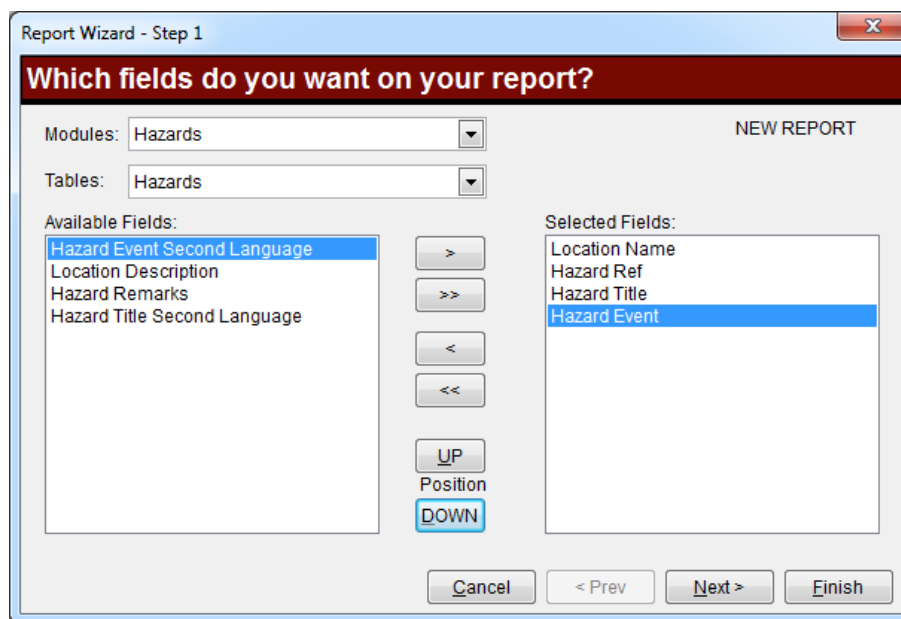 Report Wizard - Step 1
Which fields do you want on your report?
Modules: Hazards
NEW REPORT
Tables: Hazards
Available Fields:
Hazard Event Second Language
Location Description
Hazard Remarks
Hazard Title Second Language
>
>>
<
<<
UP
Position
DOWN
Selected Fields:
Location Name
Hazard Ref
Hazard Title
Hazard Event
Cancel < Prev Next > Finish